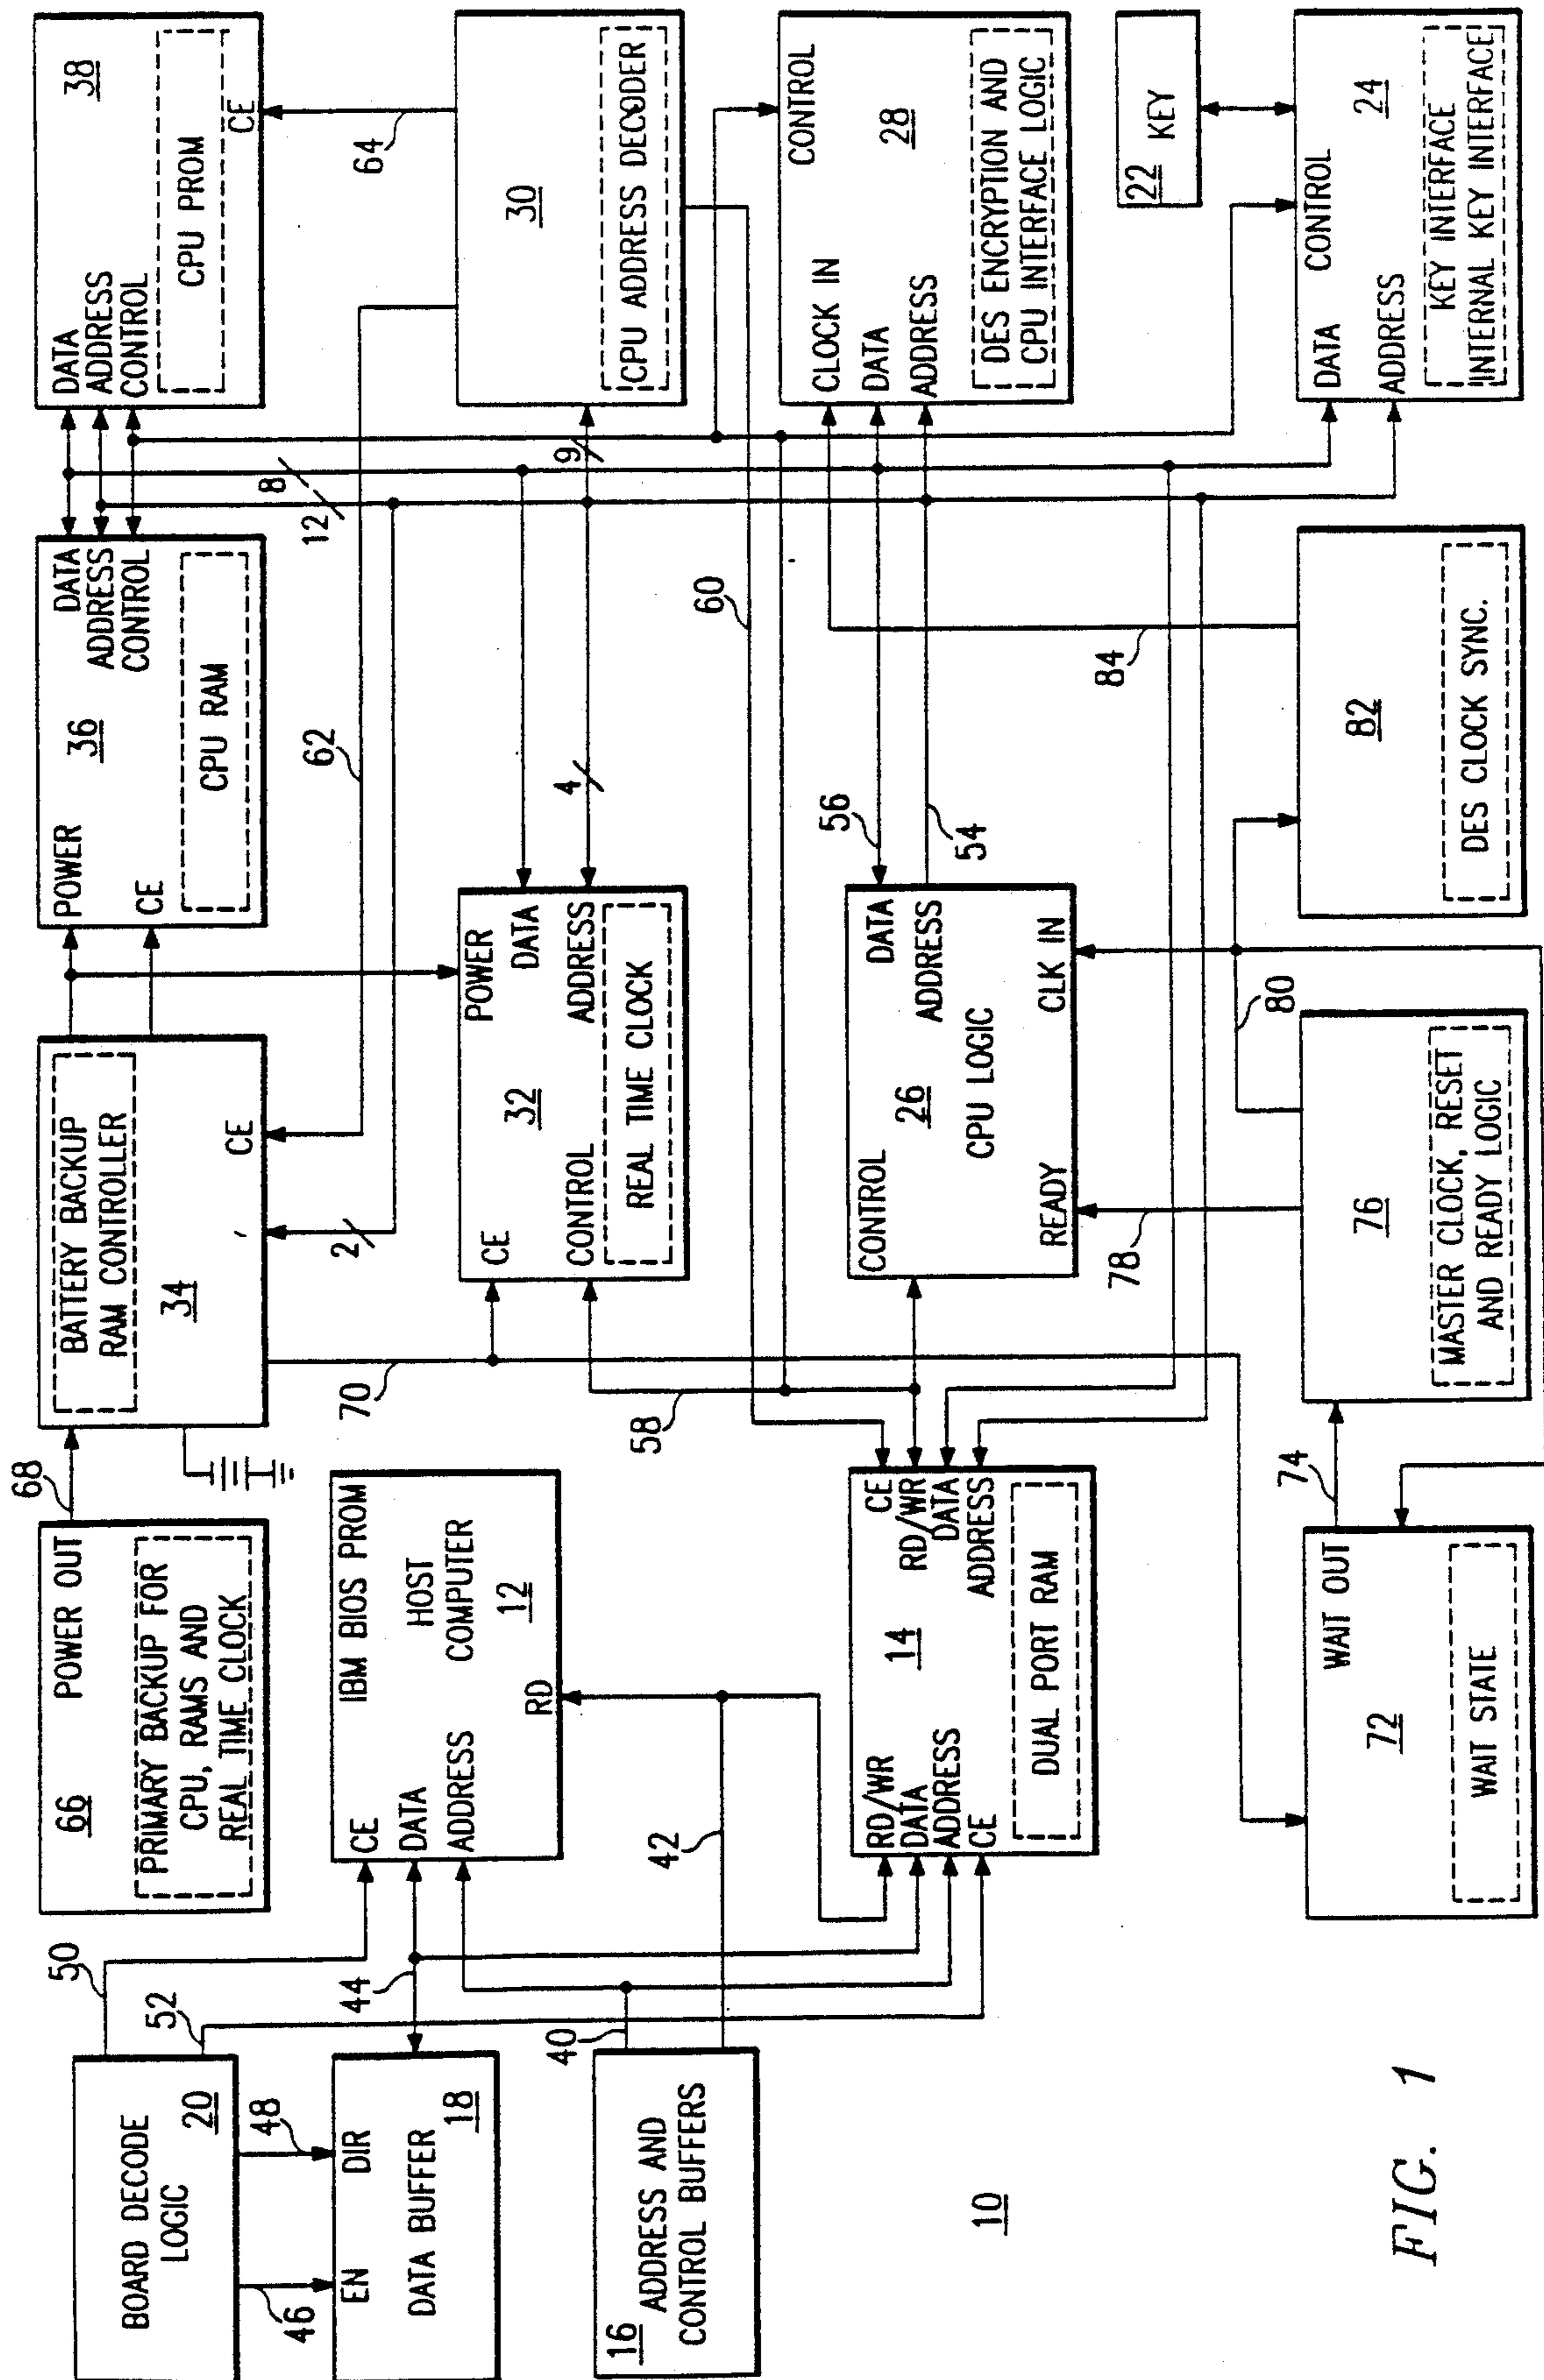 BOARD DECODE
LOGIC
20
50
52
46
48
EN
DIR
DATA BUFFER
18
44
16
ADDRESS AND
CONTROL BUFFERS
40
42
10
66
POWER OUT
PRIMARY BACKUP FOR
CPU, RAMS AND
REAL TIME CLOCK
68
CE
IBM BIOS PROM
DATA
HOST
ADDRESS
COMPUTER
12
RD
RD/WR
DATA
ADDRESS
CE
14
CE
RD/WR
DATA
ADDRESS
DUAL PORT RAM
WAIT OUT
72
WAIT STATE
74
BATTERY BACKUP
RAM CONTROLLER
34
CE
2
70
58
CE
POWER
32
DATA
CONTROL
ADDRESS
REAL TIME CLOCK
CONTROL
DATA
26
ADDRESS
CPU LOGIC
READY
CLK IN
78
80
76
MASTER CLOCK, RESET
AND READY LOGIC
POWER
DATA
36
ADDRESS
CE
CONTROL
CPU RAM
62
12
8
9
4
60
56
54
84
82
DES CLOCK SYNC.
DATA
38
ADDRESS
CONTROL
CPU PROM
CE
64
30
CPU ADDRESS DECODER
CONTROL
CLOCK IN
28
DATA
ADDRESS
DES ENCRYPTION AND
CPU INTERFACE LOGIC
22
KEY
CONTROL
24
DATA
ADDRESS
KEY INTERFACE
INTERNAL KEY INTERFACE
FIG. 1